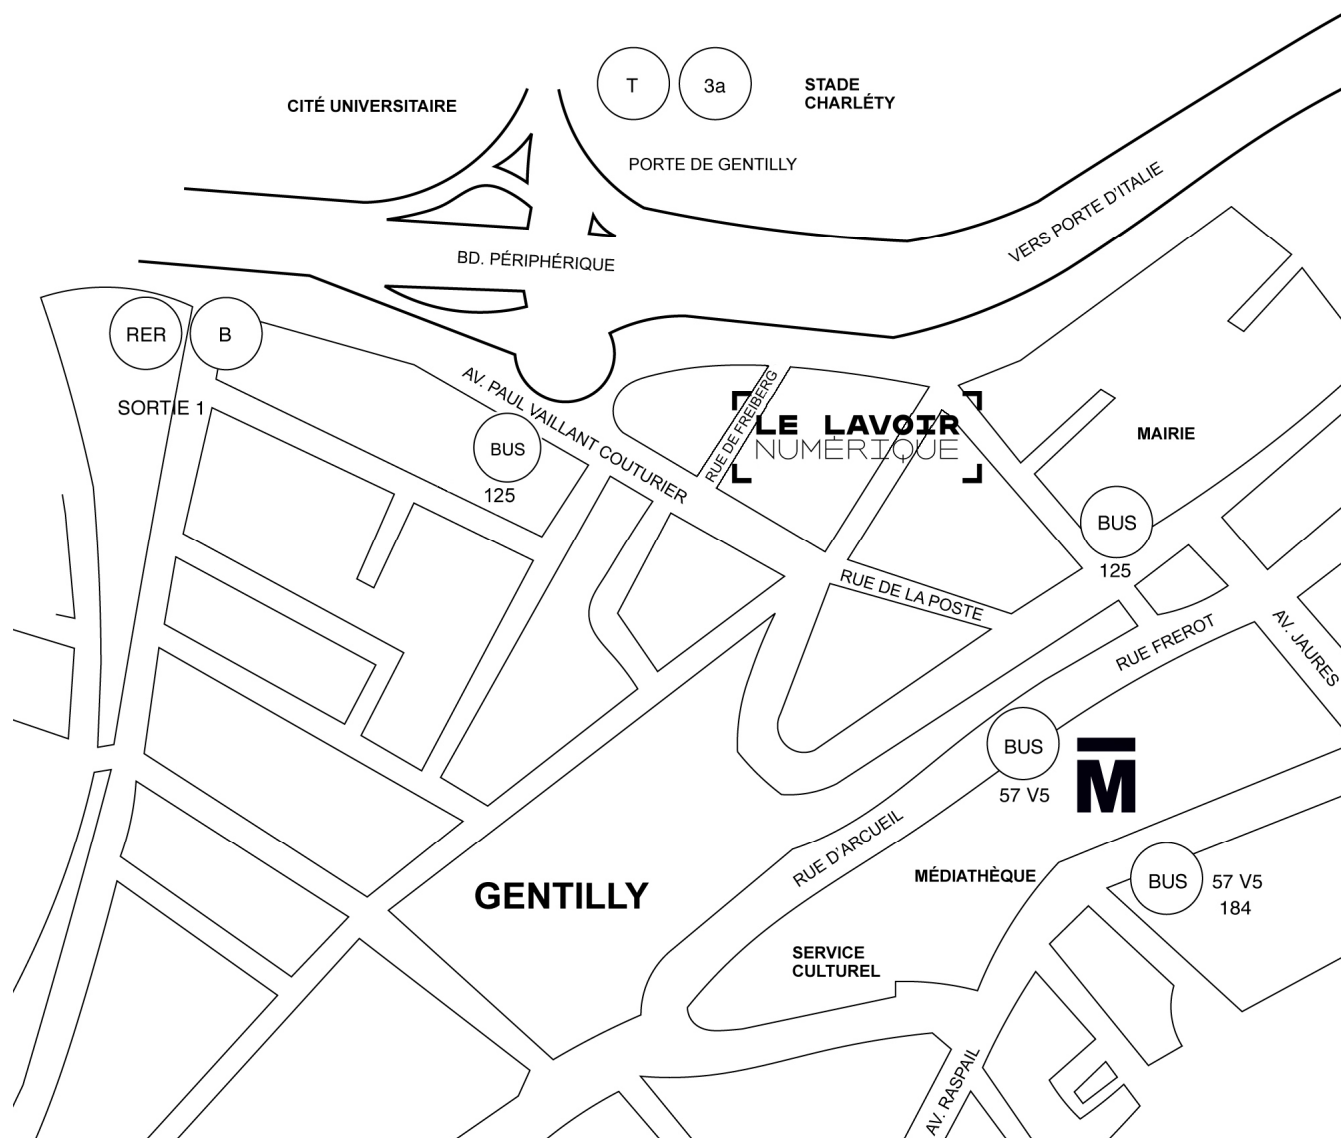 T
3a
STADE
CHARLÉTY
CITÉ UNIVERSITAIRE
PORTE DE GENTILLY
VERS PORTE D'ITALIE
BD. PÉRIPHÉRIQUE
RER
B
SORTIE 1
AV. PAUL VAILLANT COUTURIER
RUE DE FREIBERG
LE LAVOIR
NUMÉRIQUE
MAIRIE
BUS
125
BUS
125
RUE DE LA POSTE
RUE FREROT
AV. JAURES
BUS
57 V5
M
RUE D'ARCUEIL
MÉDIATHÈQUE
BUS
57 V5
184
GENTILLY
SERVICE
CULTUREL
AV. RASPAIL